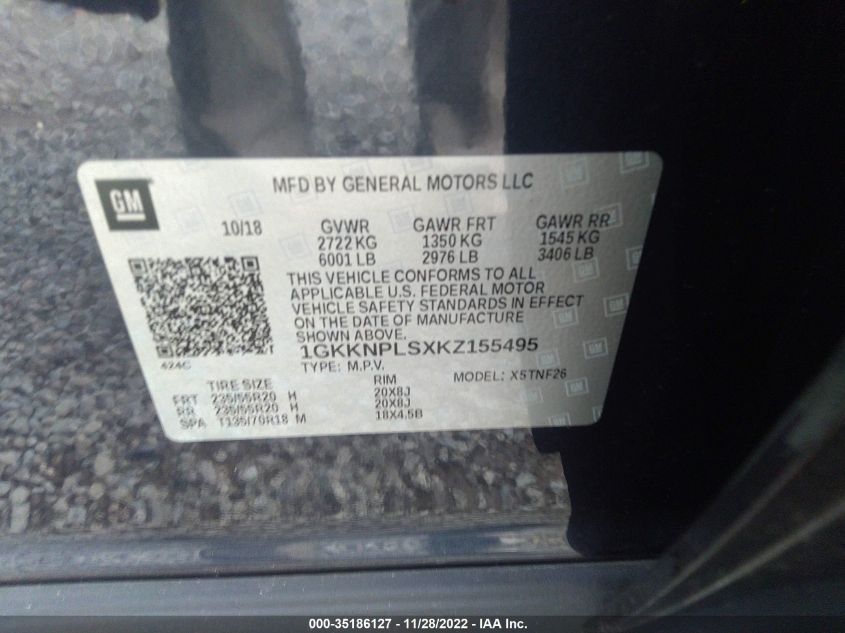 GM
MFD BY GENERAL MOTORS LLC
10/18 GVWR GAWR FRT GAWR RR
2722 KG 1350 KG 1545 KG
6001 LB 2976 LB 3406 LB
THIS VEHICLE CONFORMS TO ALL
APPLICABLE U.S. FEDERAL MOTOR
VEHICLE SAFETY STANDARDS IN EFFECT
ON THE DATE OF MANUFACTURE
SHOWN ABOVE.
1GKKNPLSXKZ155495
424C TYPE: M.P.V. MODEL: X5TNF26
TIRE SIZE RIM
FRT 235/55R20 H 20X8J
RR 235/55R20 H 20X8J
SPA T135/70R18 M 18X4.5B
000-35186127 - 11/28/2022 - IAA Inc.